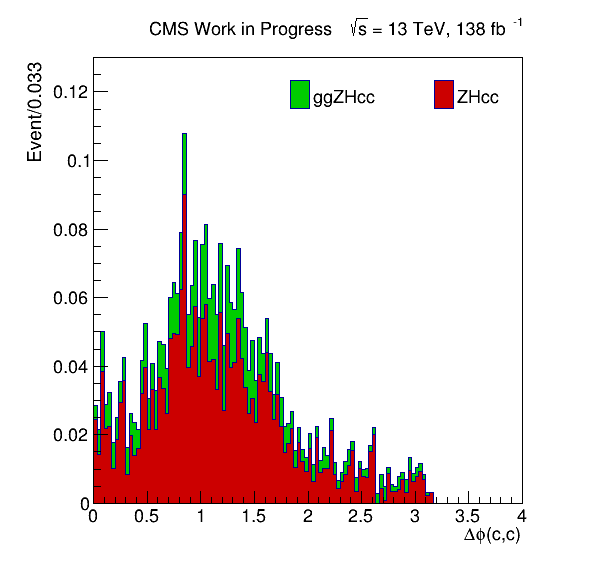 CMS Work in Progress √s = 13 TeV, 138 fb -1
Event/0.033
ggZHcc
ZHcc
0.12
0.1
0.08
0.06
0.04
0.02
0
0 0.5 1 1.5 2 2.5 3 3.5 4
Δϕ(c,c)